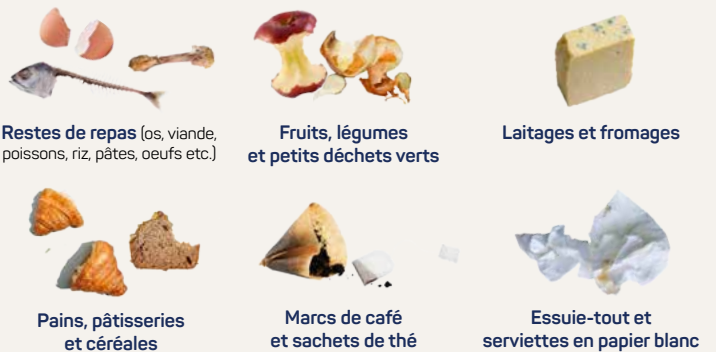 Restes de repas (os, viande,
poissons, riz, pâtes, oeufs etc.)
Fruits, légumes
et petits déchets verts
Laitages et fromages
Pains, pâtisseries
et céréales
Marcs de café
et sachets de thé
Essuie-tout et
serviettes en papier blanc